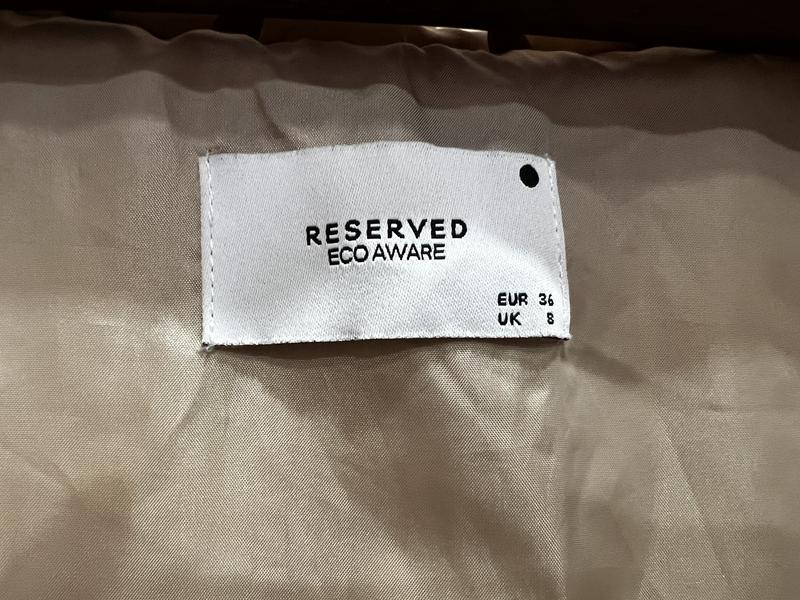 RESERVED
ECO AWARE
EUR 36
UK 8